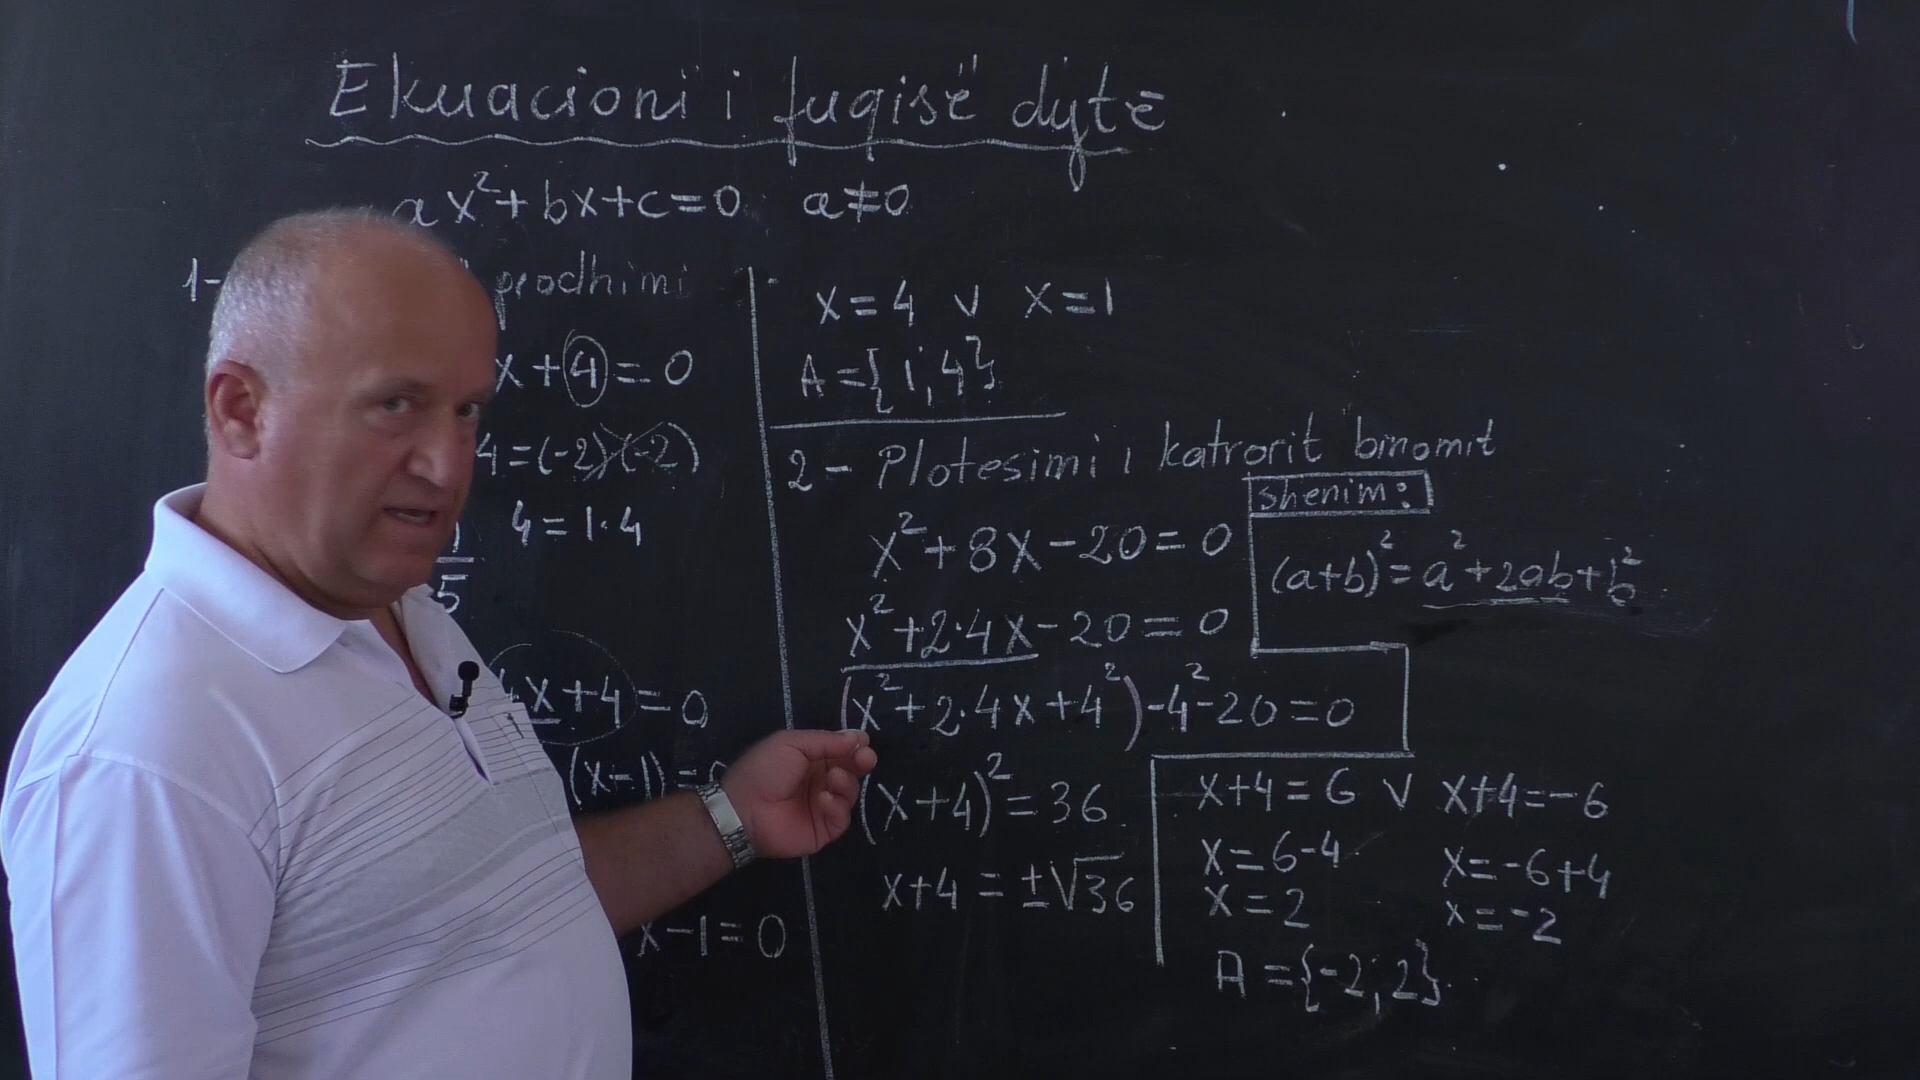 Ekuacioni i fuqisë dytë
ax²+bx+c=0 a≠0
1- prodhimi
x+4=0
4=(-2)(-2)
4=1·4
5
4x+4=0
(x-1)=
x-1=0
x=4 ∨ x=1
A={1;4}
2- Plotesimi i katrorit binomit
x²+8x-20=0
x²+2·4x-20=0
(x²+2·4x+4²)-4²-20=0
(x+4)²=36
x+4=±√36
shenim:
(a+b)²=a²+2ab+b²
x+4=6 ∨ x+4=-6
x=6-4 x=-6+4
x=2 x=-2
A={-2;2}.